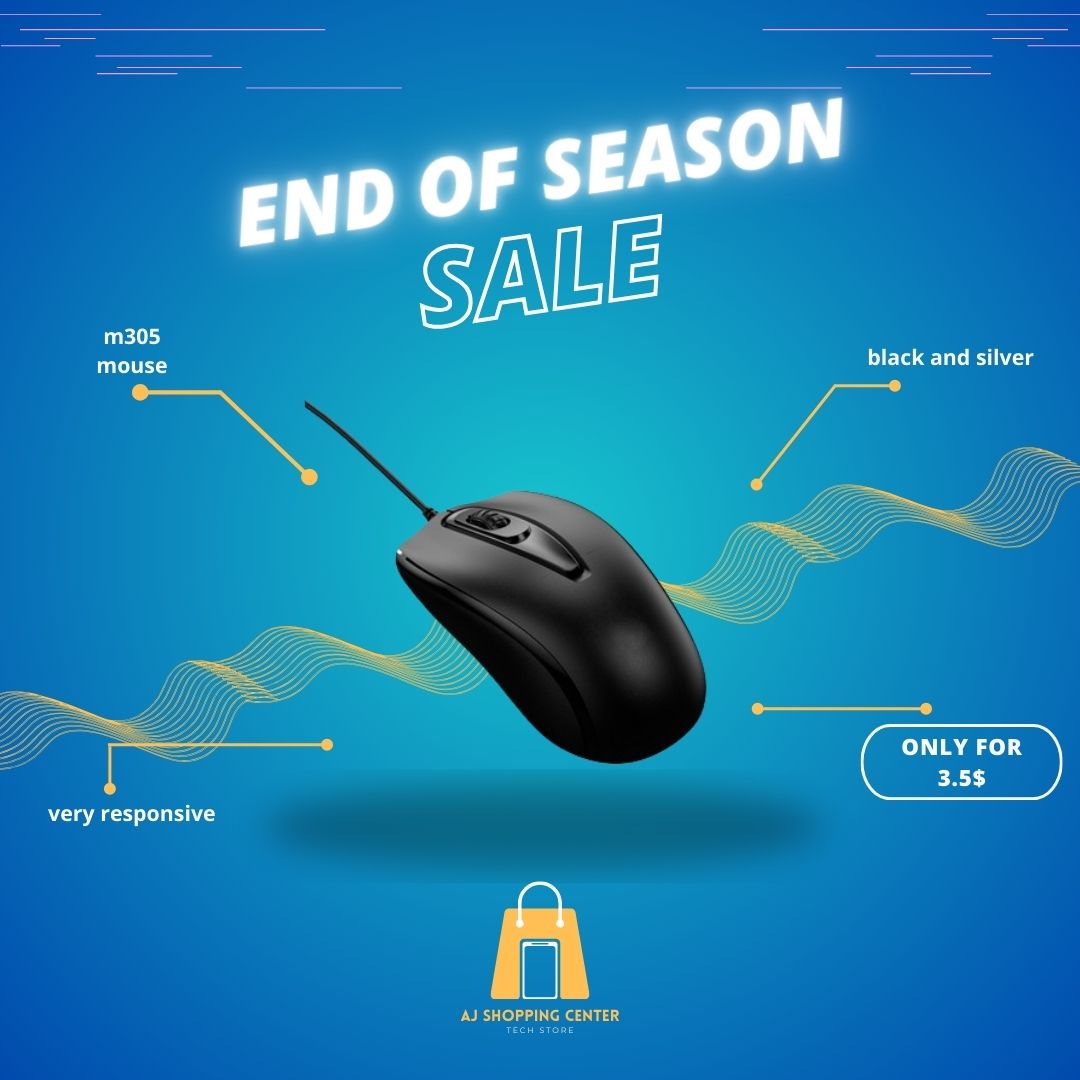 END OF SEASON
SALE
m305
mouse
black and silver
ONLY FOR
3.5$
very responsive
AJ SHOPPING CENTER
TECH STORE